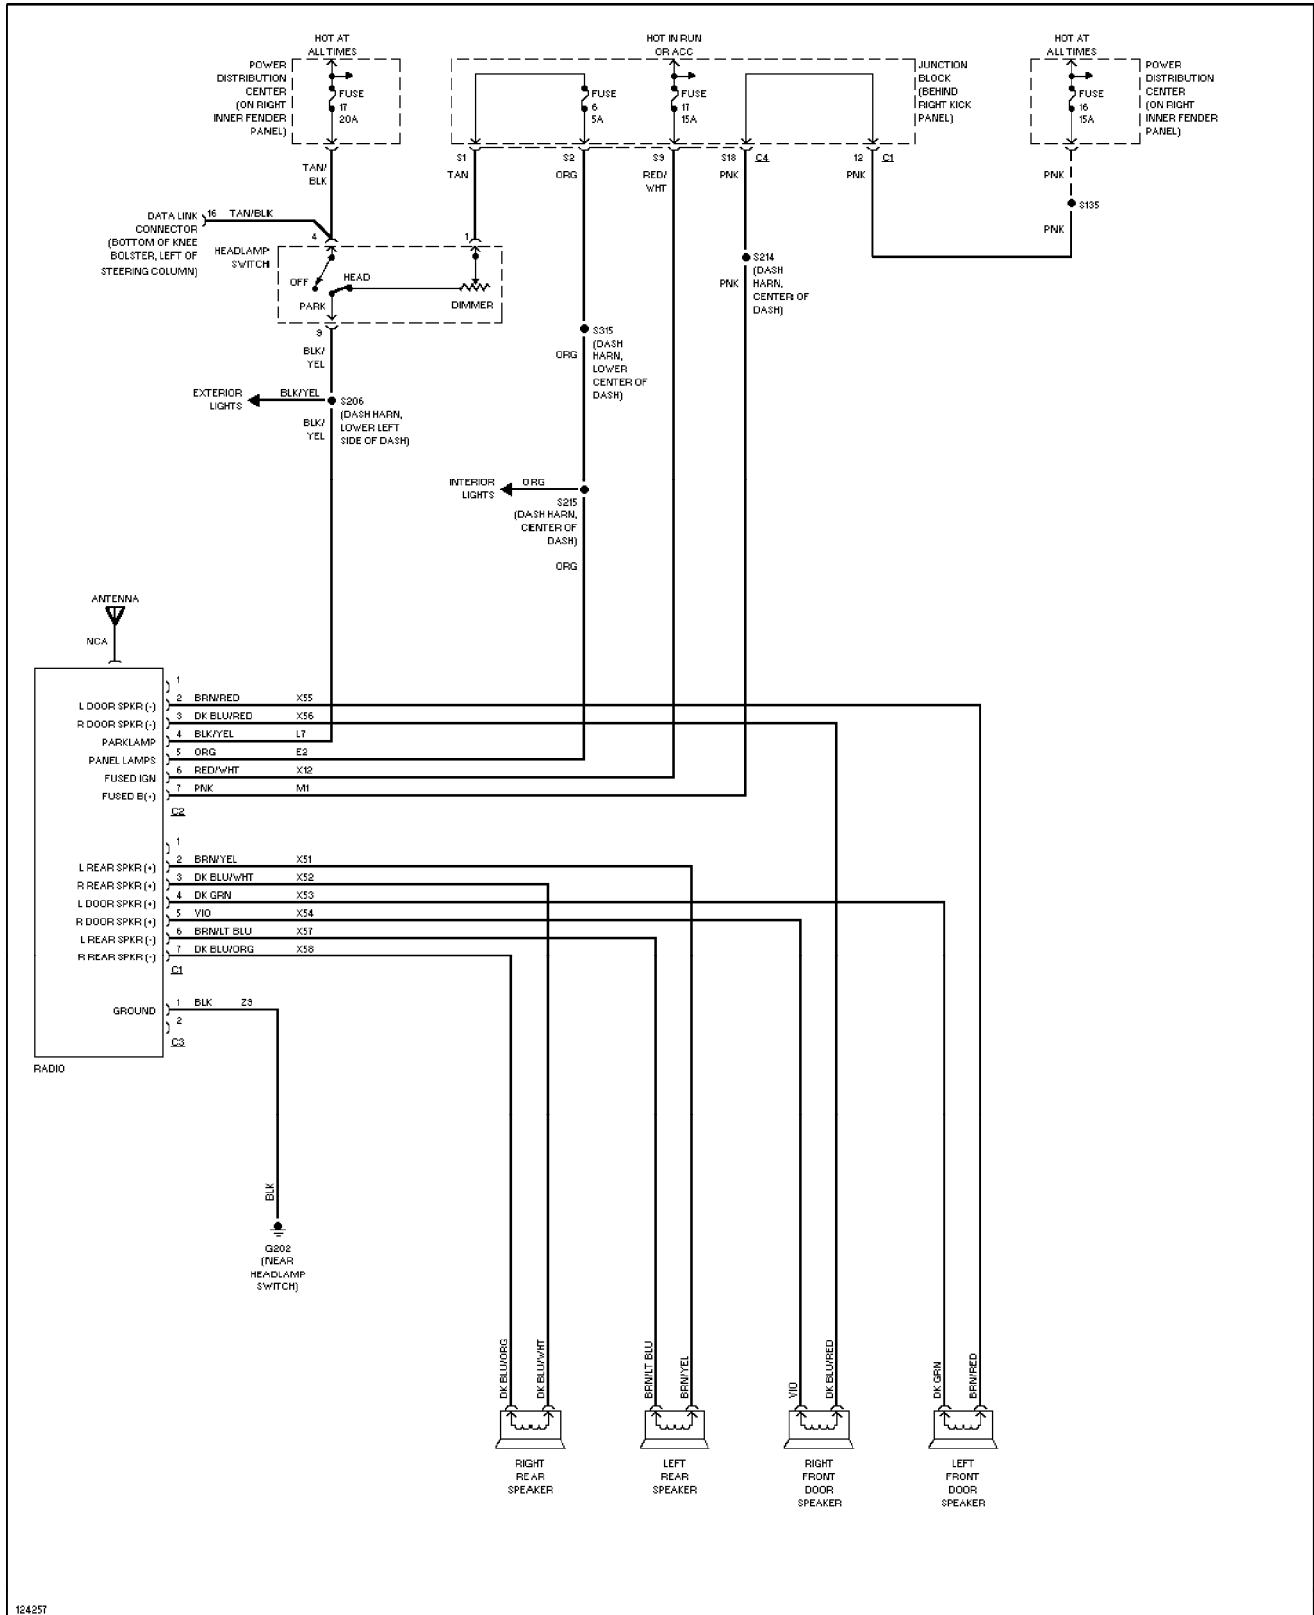 HOT AT
ALL TIMES
POWER
DISTRIBUTION
CENTER
(ON RIGHT
INNER FENDER
PANEL)
FUSE
17
20A
HOT IN RUN
OR ACC
FUSE
6
5A
FUSE
17
15A
JUNCTION
BLOCK
(BEHIND
RIGHT KICK
PANEL)
HOT AT
ALL TIMES
FUSE
16
15A
POWER
DISTRIBUTION
CENTER
(ON RIGHT
INNER FENDER
PANEL)
S1
S2
S9
S18
C4
12
C1
TAN/
BLK
TAN
ORG
RED/
WHT
PNK
PNK
PNK
S135
PNK
DATA LINK
CONNECTOR
(BOTTOM OF KNEE
BOLSTER, LEFT OF
STEERING COLUMN)
16
TAN/BLK
4
1
HEADLAMP
SWITCH
OFF
HEAD
PARK
DIMMER
9
BLK/
YEL
S214
(DASH
HARN,
CENTER OF
DASH)
PNK
S315
(DASH
HARN,
LOWER
CENTER OF
DASH)
ORG
EXTERIOR
LIGHTS
BLK/YEL
S206
(DASH HARN,
LOWER LEFT
SIDE OF DASH)
BLK/
YEL
INTERIOR
LIGHTS
ORG
S215
(DASH HARN,
CENTER OF
DASH)
ORG
ANTENNA
NCA
1
L DOOR SPKR (-) 2 BRN/RED X55
R DOOR SPKR (-) 3 DK BLU/RED X56
PARKLAMP 4 BLK/YEL L7
PANEL LAMPS 5 ORG E2
FUSED IGN 6 RED/WHT X12
FUSED B(+) 7 PNK M1
C2
1
L REAR SPKR (+) 2 BRN/YEL X51
R REAR SPKR (+) 3 DK BLU/WHT X52
L DOOR SPKR (+) 4 DK GRN X53
R DOOR SPKR (+) 5 VIO X54
L REAR SPKR (-) 6 BRN/LT BLU X57
R REAR SPKR (-) 7 DK BLU/ORG X58
C1
GROUND 1 BLK Z9
2
C3
RADIO
BLK
G202
(NEAR
HEADLAMP
SWITCH)
DK BLU/ORG
DK BLU/WHT
BRN/LT BLU
BRN/YEL
VIO
DK BLU/RED
DK GRN
BRN/RED
RIGHT
REAR
SPEAKER
LEFT
REAR
SPEAKER
RIGHT
FRONT
DOOR
SPEAKER
LEFT
FRONT
DOOR
SPEAKER
124257